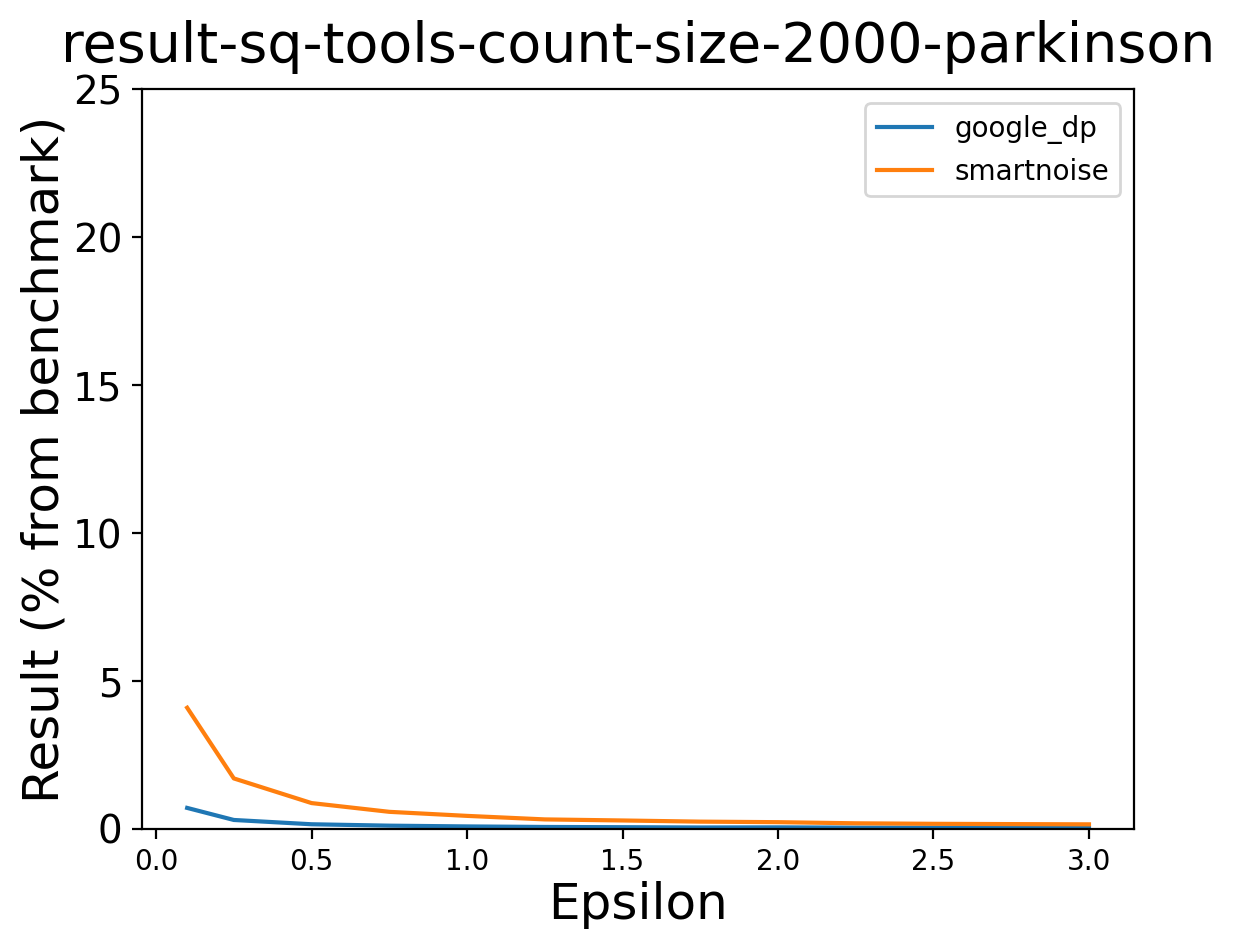 result-sq-tools-count-size-2000-parkinson
google_dp
smartnoise
Result (% from benchmark)
25
20
15
10
5
0
0.0 0.5 1.0 1.5 2.0 2.5 3.0
Epsilon